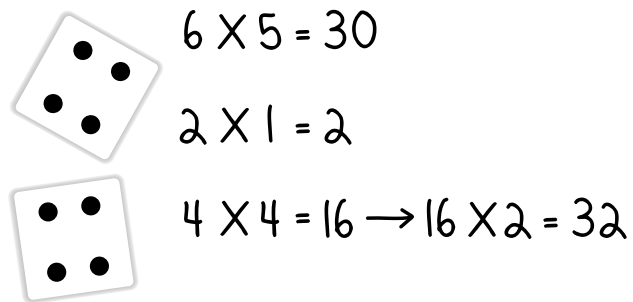 6 X 5 = 30
2 X 1 = 2
4 X 4 = 16 → 16 X 2 = 32